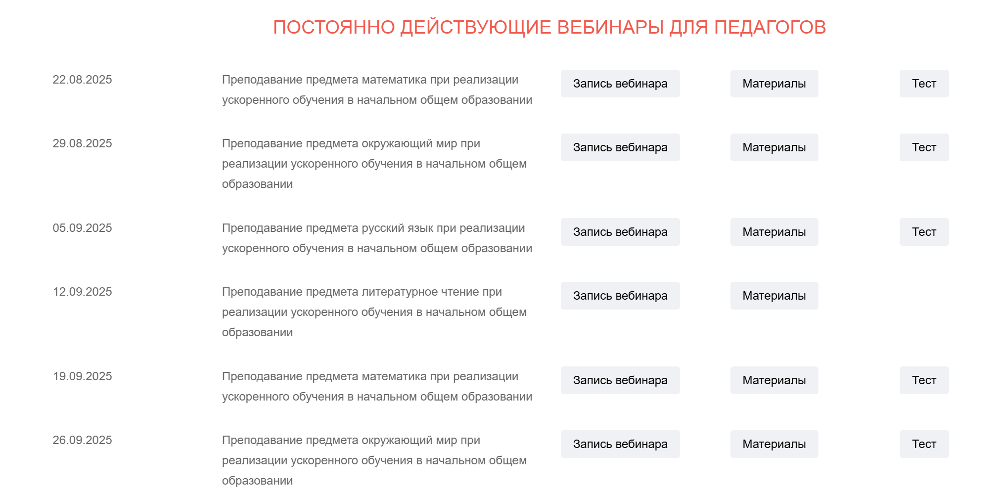 ПОСТОЯННО ДЕЙСТВУЮЩИЕ ВЕБИНАРЫ ДЛЯ ПЕДАГОГОВ
22.08.2025
Преподавание предмета математика при реализации
ускоренного обучения в начальном общем образовании
Запись вебинара
Материалы
Тест
29.08.2025
Преподавание предмета окружающий мир при
реализации ускоренного обучения в начальном общем
образовании
Запись вебинара
Материалы
Тест
05.09.2025
Преподавание предмета русский язык при реализации
ускоренного обучения в начальном общем образовании
Запись вебинара
Материалы
Тест
12.09.2025
Преподавание предмета литературное чтение при
реализации ускоренного обучения в начальном общем
образовании
Запись вебинара
Материалы
19.09.2025
Преподавание предмета математика при реализации
ускоренного обучения в начальном общем образовании
Запись вебинара
Материалы
Тест
26.09.2025
Преподавание предмета окружающий мир при
реализации ускоренного обучения в начальном общем
образовании
Запись вебинара
Материалы
Тест